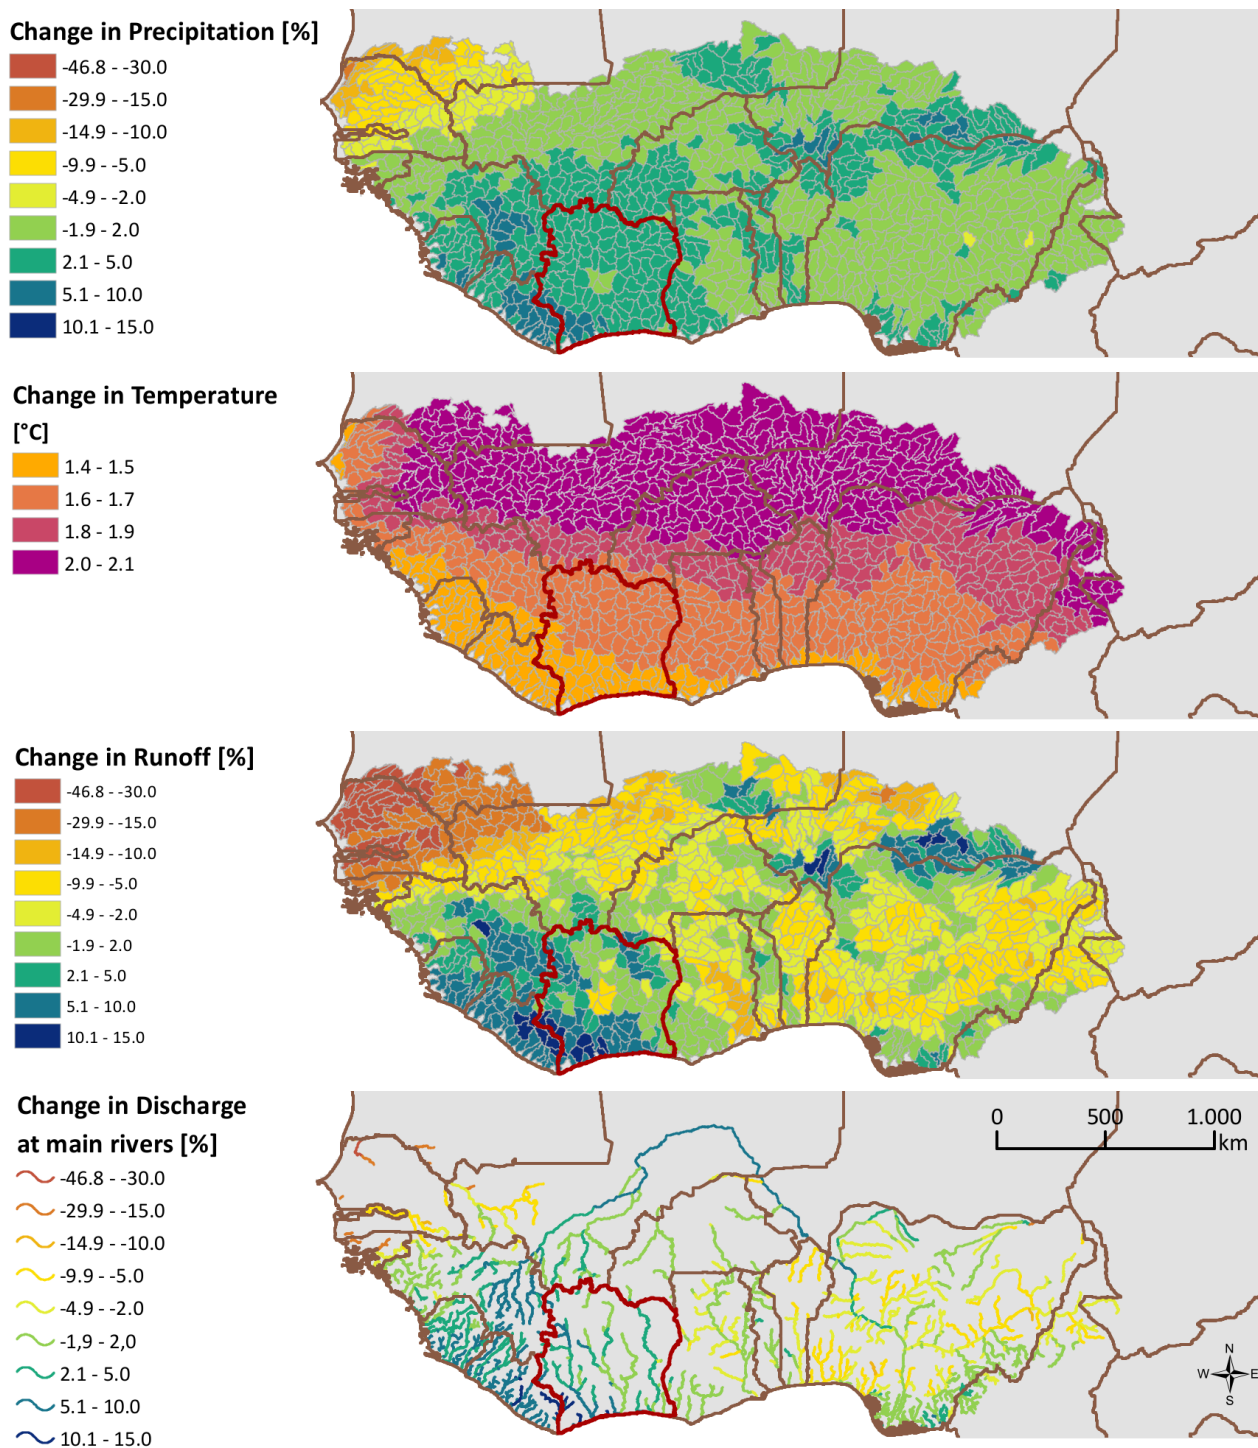 Change in Precipitation [%]
-46.8 - -30.0
-29.9 - -15.0
-14.9 - -10.0
-9.9 - -5.0
-4.9 - -2.0
-1.9 - 2.0
2.1 - 5.0
5.1 - 10.0
10.1 - 15.0
Change in Temperature
[°C]
1.4 - 1.5
1.6 - 1.7
1.8 - 1.9
2.0 - 2.1
Change in Runoff [%]
-46.8 - -30.0
-29.9 - -15.0
-14.9 - -10.0
-9.9 - -5.0
-4.9 - -2.0
-1.9 - 2.0
2.1 - 5.0
5.1 - 10.0
10.1 - 15.0
Change in Discharge
at main rivers [%]
-46.8 - -30.0
-29.9 - -15.0
-14.9 - -10.0
-9.9 - -5.0
-4.9 - -2.0
-1.9 - 2,0
2.1 - 5.0
5.1 - 10.0
10.1 - 15.0
0 500 1.000
km
N
W E
S